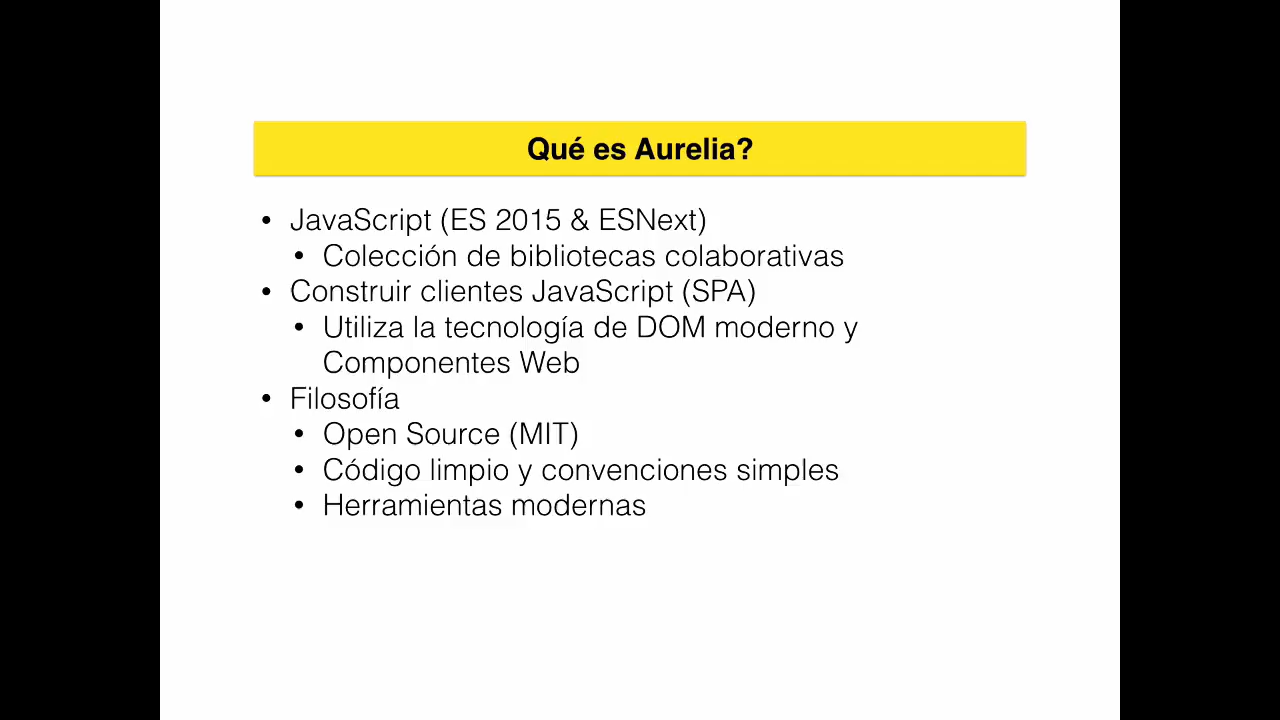 Qué es Aurelia?
• JavaScript (ES 2015 & ESNext)
• Colección de bibliotecas colaborativas
• Construir clientes JavaScript (SPA)
• Utiliza la tecnología de DOM moderno y
Componentes Web
• Filosofía
• Open Source (MIT)
• Código limpio y convenciones simples
• Herramientas modernas